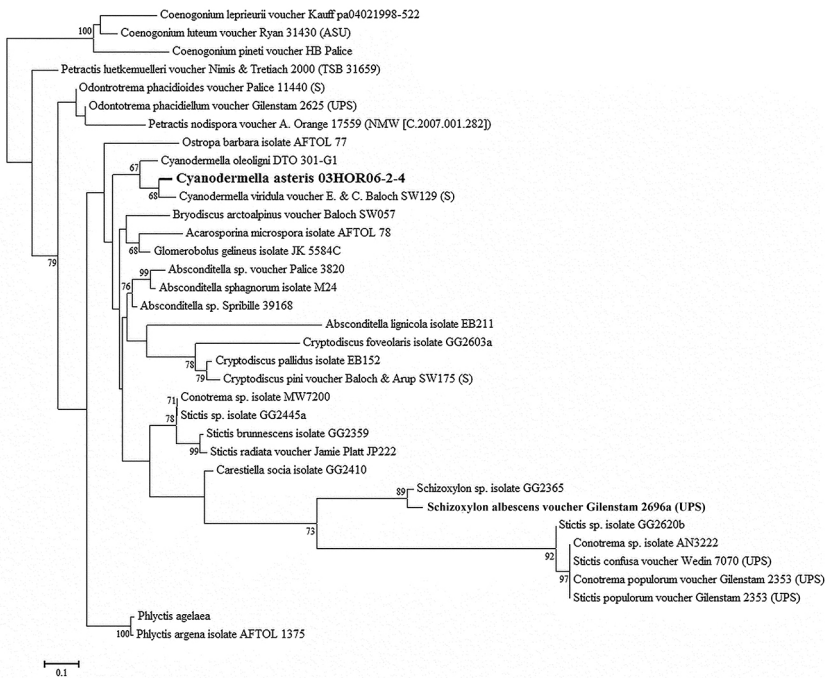 Coenogonium leprieurii voucher Kauff pa04021998-522
100
Coenogonium luteum voucher Ryan 31430 (ASU)
Coenogonium pineti voucher HB Palice
Petractis luetkemuelleri voucher Nimis & Tretiach 2000 (TSB 31659)
Odontrotrema phacidioides voucher Palice 11440 (S)
Odontotrema phacidiellum voucher Gilenstam 2625 (UPS)
Petractis nodispora voucher A. Orange 17559 (NMW [C.2007.001.282])
Ostropa barbara isolate AFTOL 77
Cyanodermella oleoligni DTO 301-G1
67
Cyanodermella asteris 03HOR06-2-4
68
Cyanodermella viridula voucher E. & C. Baloch SW129 (S)
Bryodiscus arctoalpinus voucher Baloch SW057
Acarosporina microspora isolate AFTOL 78
68
Glomerobolus gelineus isolate JK 5584C
79
99
Absconditella sp. voucher Palice 3820
76
Absconditella sphagnorum isolate M24
Absconditella sp. Spribille 39168
Absconditella lignicola isolate EB211
Cryptodiscus foveolaris isolate GG2603a
78
Cryptodiscus pallidus isolate EB152
79
Cryptodiscus pini voucher Baloch & Arup SW175 (S)
71
Conotrema sp. isolate MW7200
78
Stictis sp. isolate GG2445a
Stictis brunnescens isolate GG2359
99
Stictis radiata voucher Jamie Platt JP222
Carestiella socia isolate GG2410
89
Schizoxylon sp. isolate GG2365
Schizoxylon albescens voucher Gilenstam 2696a (UPS)
73
Stictis sp. isolate GG2620b
Conotrema sp. isolate AN3222
92
Stictis confusa voucher Wedin 7070 (UPS)
97
Conotrema populorum voucher Gilenstam 2353 (UPS)
Stictis populorum voucher Gilenstam 2353 (UPS)
Phlyctis agelaea
100
Phlyctis argena isolate AFTOL 1375
0.1